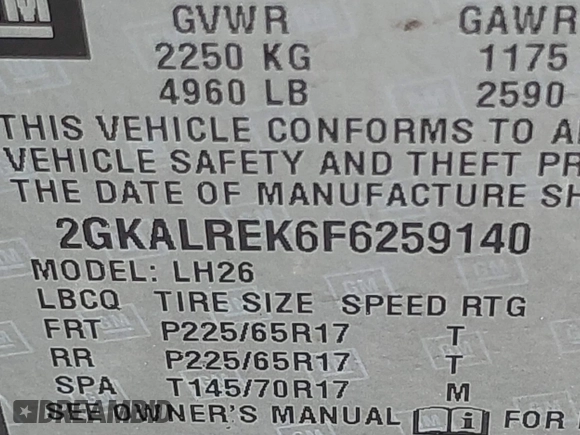 GM
GVWR GAWR
2250 KG 1175
4960 LB 2590
THIS VEHICLE CONFORMS TO
VEHICLE SAFETY AND THEFT
THE DATE OF MANUFACTURE
2GKALREK6F6259140
MODEL: LH26
LBCQ TIRE SIZE SPEED RTG
FRT P225/65R17 T
RR P225/65R17 T
SPA T145/70R17 M
SEE OWNER'S MANUAL i FOR
DREAMBID